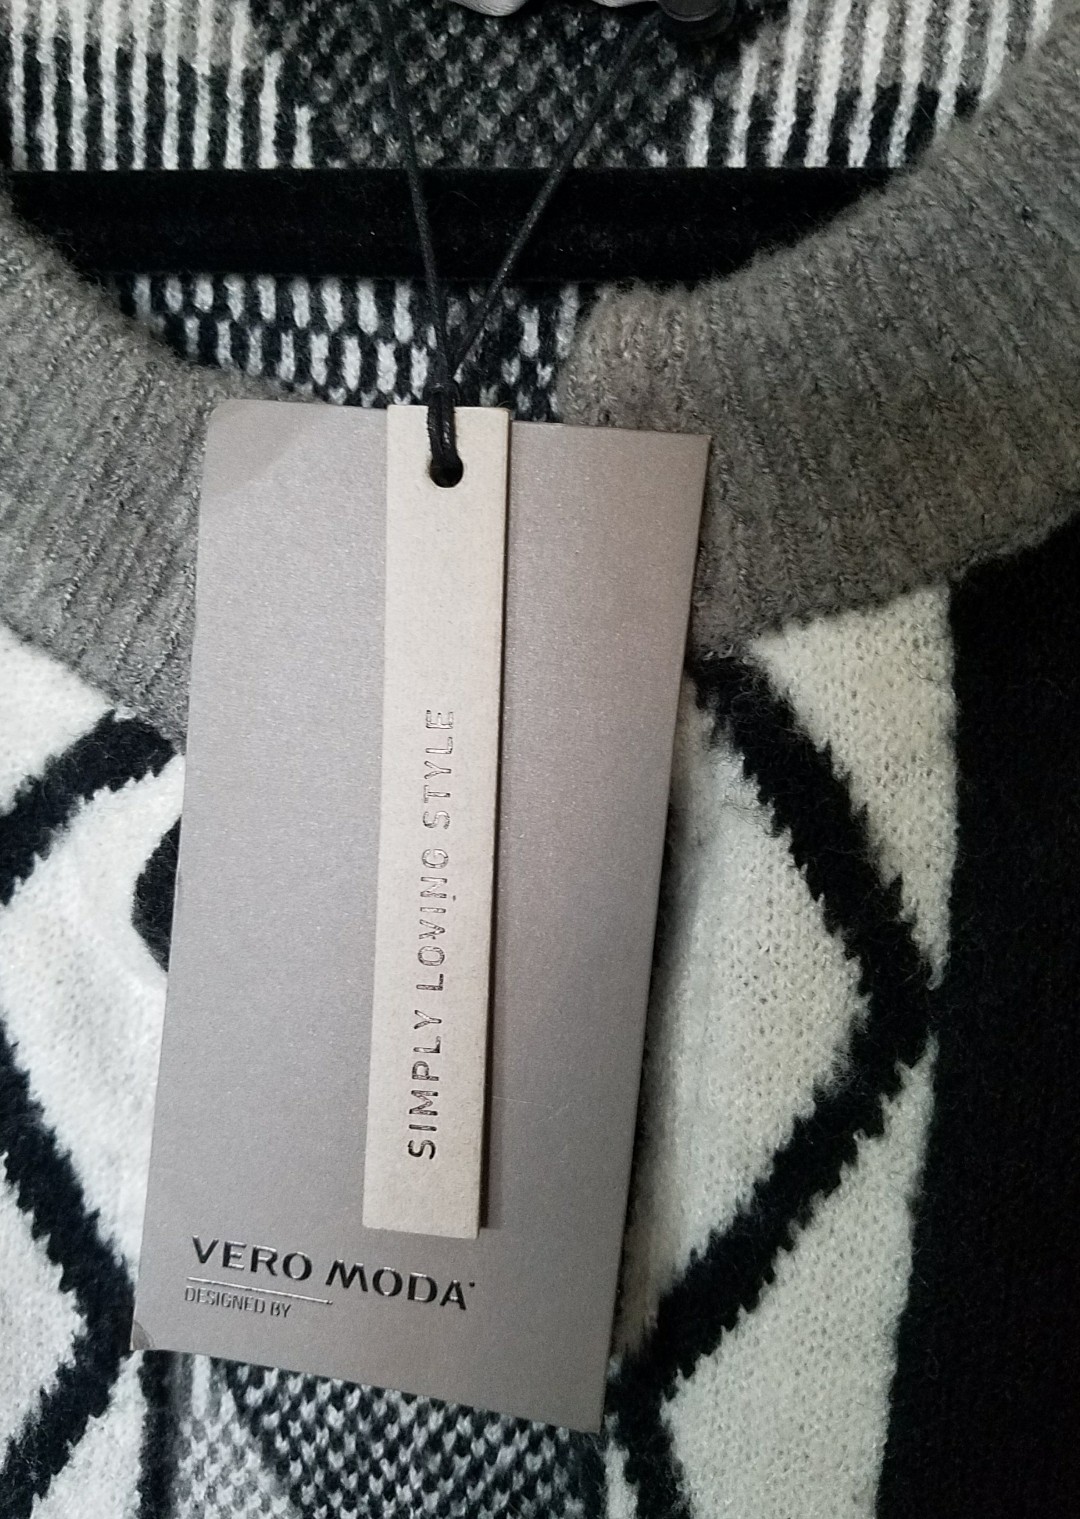 SIMPLY LOVING STYLE
VERO MODA
DESIGNED BY